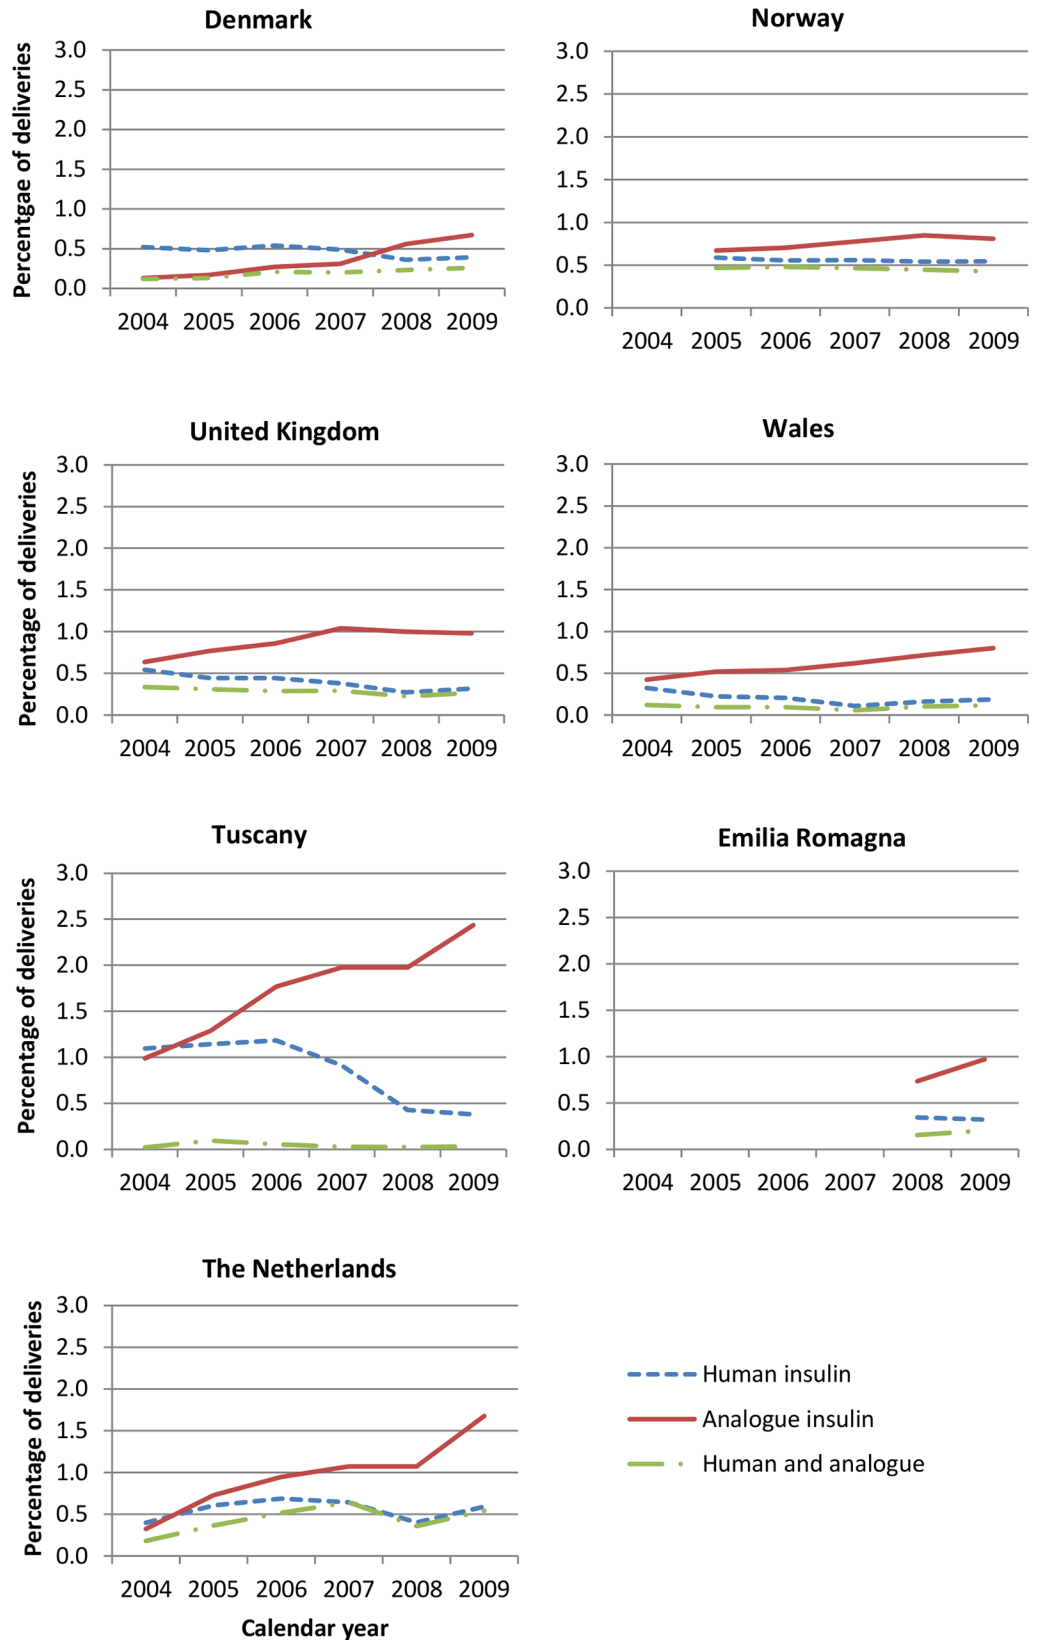 Denmark
Percentgae of deliveries
3.0
2.5
2.0
1.5
1.0
0.5
0.0
2004 2005 2006 2007 2008 2009
Norway
3.0
2.5
2.0
1.5
1.0
0.5
0.0
2004 2005 2006 2007 2008 2009
United Kingdom
Percentage of deliveries
3.0
2.5
2.0
1.5
1.0
0.5
0.0
2004 2005 2006 2007 2008 2009
Wales
3.0
2.5
2.0
1.5
1.0
0.5
0.0
2004 2005 2006 2007 2008 2009
Tuscany
Percentage of deliveries
3.0
2.5
2.0
1.5
1.0
0.5
0.0
2004 2005 2006 2007 2008 2009
Emilia Romagna
3.0
2.5
2.0
1.5
1.0
0.5
0.0
2004 2005 2006 2007 2008 2009
The Netherlands
Percentage of deliveries
3.0
2.5
2.0
1.5
1.0
0.5
0.0
2004 2005 2006 2007 2008 2009
Calendar year
Human insulin
Analogue insulin
Human and analogue